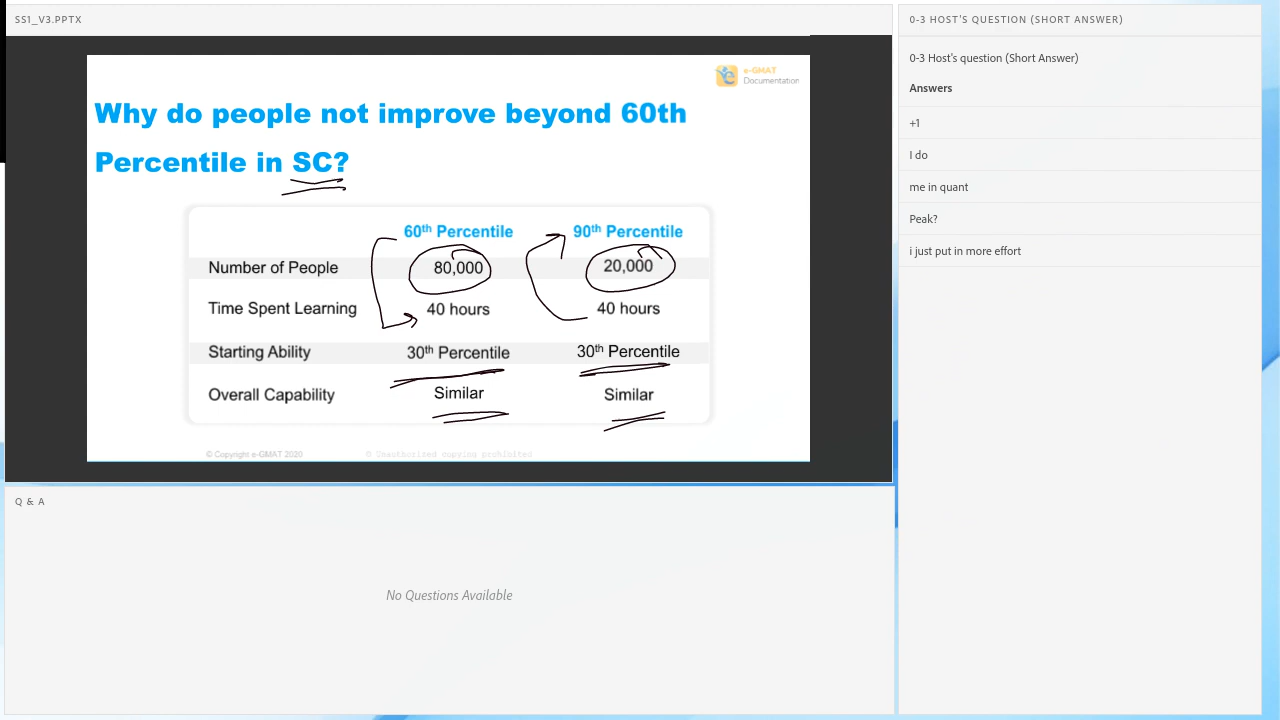 SS1_V3.PPTX
e-GMAT
Documentation
Why do people not improve beyond 60th
Percentile in SC?
60th Percentile 90th Percentile
Number of People 80,000 20,000
Time Spent Learning 40 hours 40 hours
Starting Ability 30th Percentile 30th Percentile
Overall Capability Similar Similar
© Copyright e-GMAT 2020 © Unauthorized copying prohibited
Q & A
No Questions Available
0-3 HOST'S QUESTION (SHORT ANSWER)
0-3 Host's question (Short Answer)
Answers
+1
I do
me in quant
Peak?
i just put in more effort